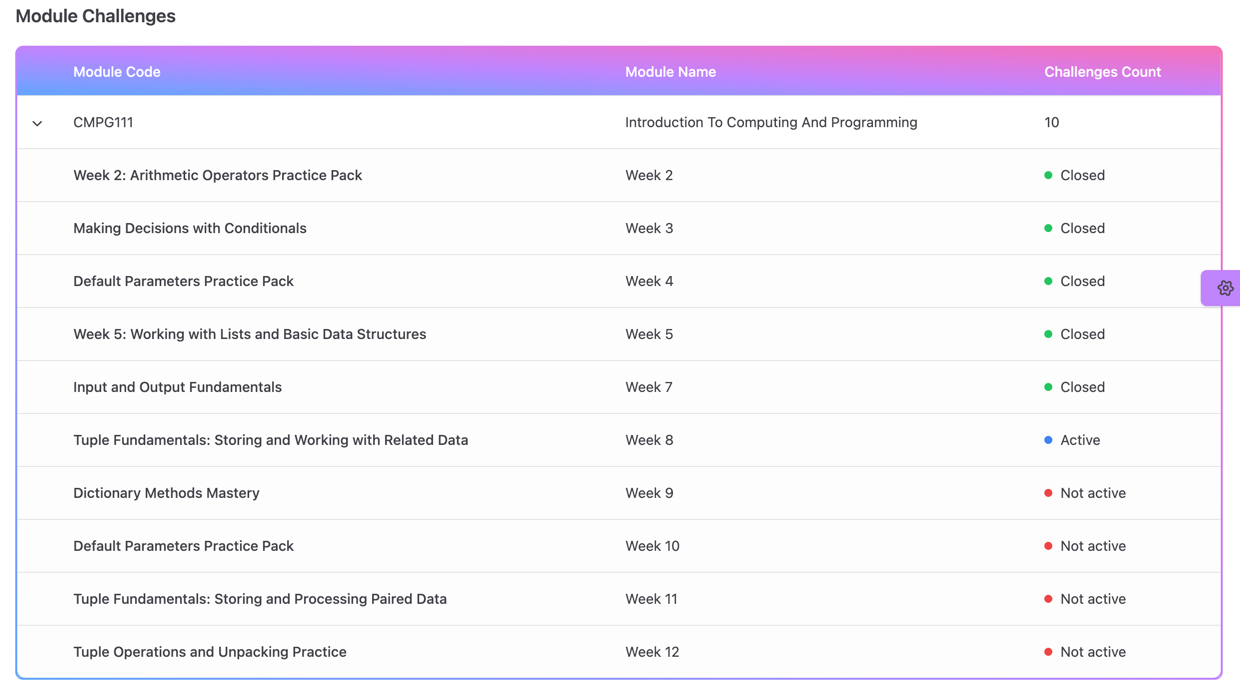 Module Challenges
Module Code Module Name Challenges Count
CMPG111 Introduction To Computing And Programming 10
Week 2: Arithmetic Operators Practice Pack Week 2 Closed
Making Decisions with Conditionals Week 3 Closed
Default Parameters Practice Pack Week 4 Closed
Week 5: Working with Lists and Basic Data Structures Week 5 Closed
Input and Output Fundamentals Week 7 Closed
Tuple Fundamentals: Storing and Working with Related Data Week 8 Active
Dictionary Methods Mastery Week 9 Not active
Default Parameters Practice Pack Week 10 Not active
Tuple Fundamentals: Storing and Processing Paired Data Week 11 Not active
Tuple Operations and Unpacking Practice Week 12 Not active